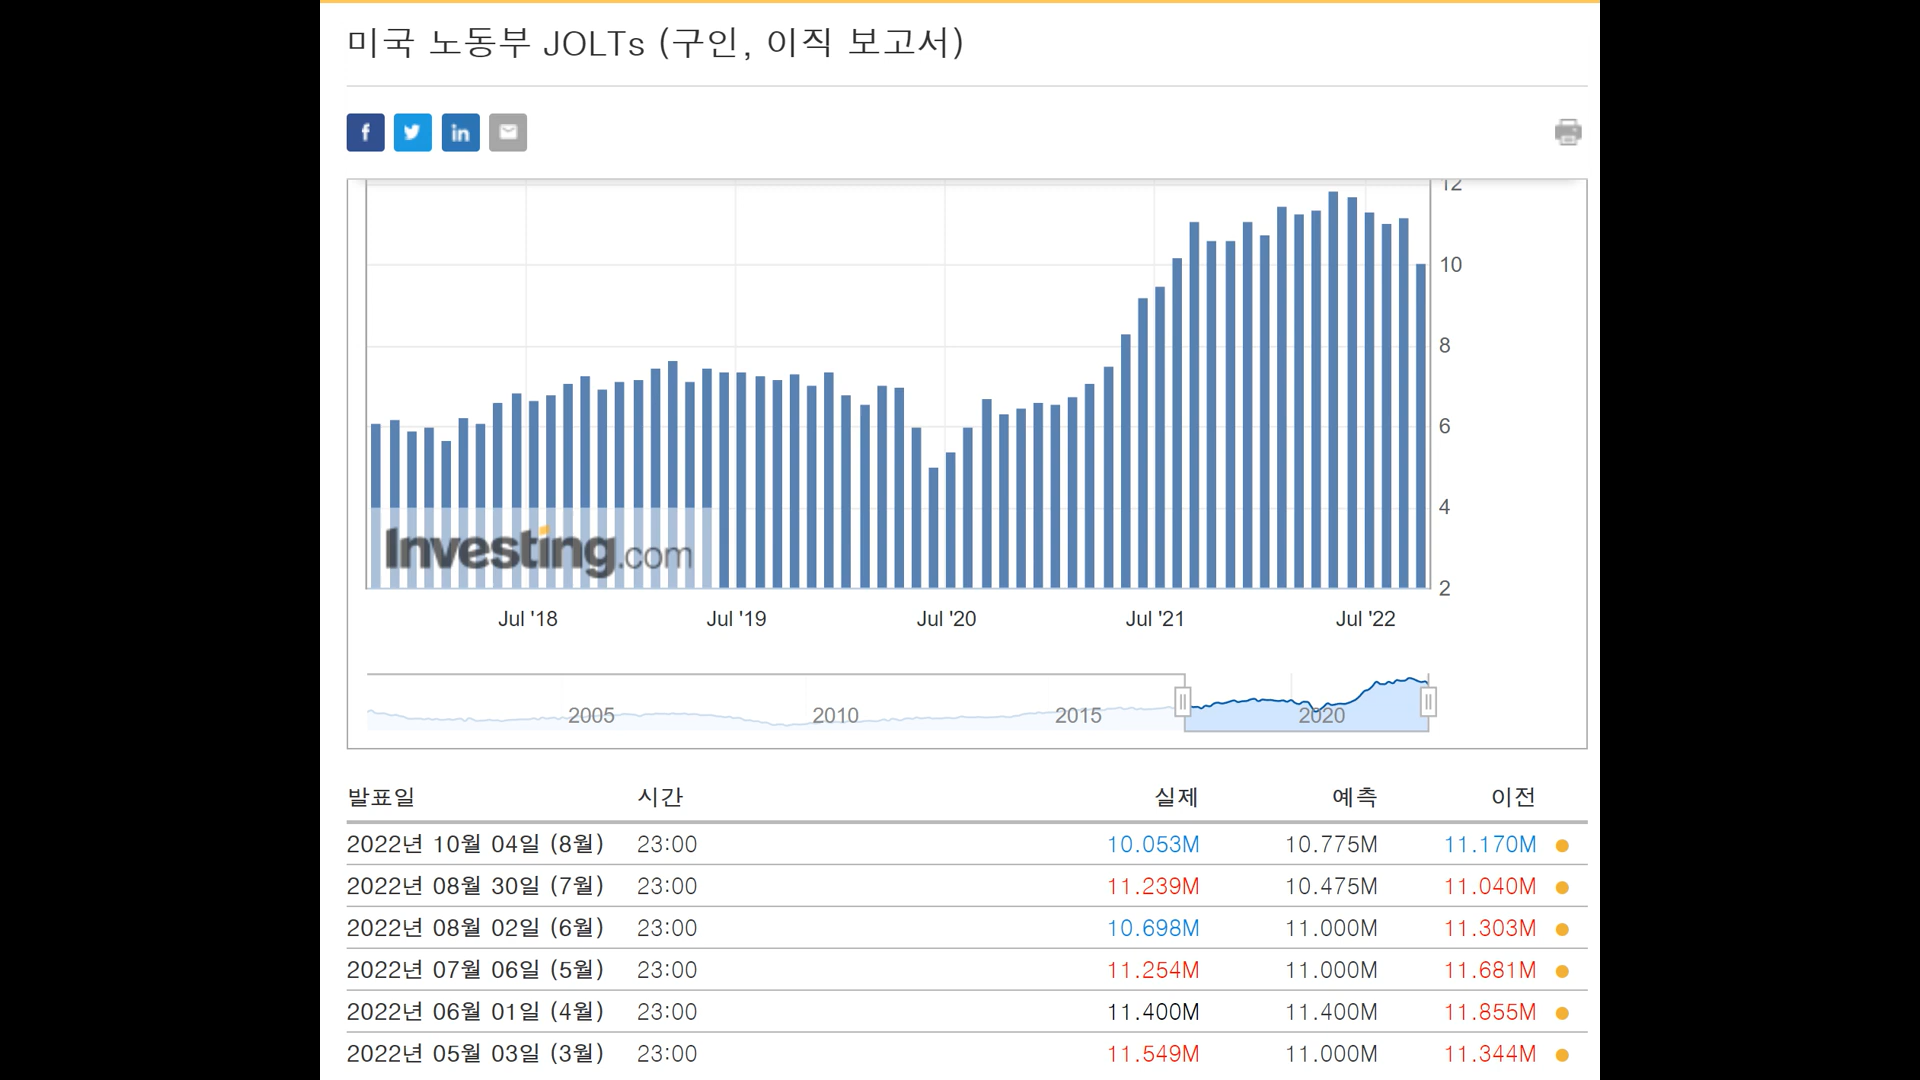 미국 노동부 JOLTs (구인, 이직 보고서)
f in
12
10
8
6
4
2
Investing.com
Jul '18 Jul '19 Jul '20 Jul '21 Jul '22
2005 2010 2015 2020
발표일 시간 실제 예측 이전
2022년 10월 04일 (8월) 23:00 10.053M 10.775M 11.170M
2022년 08월 30일 (7월) 23:00 11.239M 10.475M 11.040M
2022년 08월 02일 (6월) 23:00 10.698M 11.000M 11.303M
2022년 07월 06일 (5월) 23:00 11.254M 11.000M 11.681M
2022년 06월 01일 (4월) 23:00 11.400M 11.400M 11.855M
2022년 05월 03일 (3월) 23:00 11.549M 11.000M 11.344M